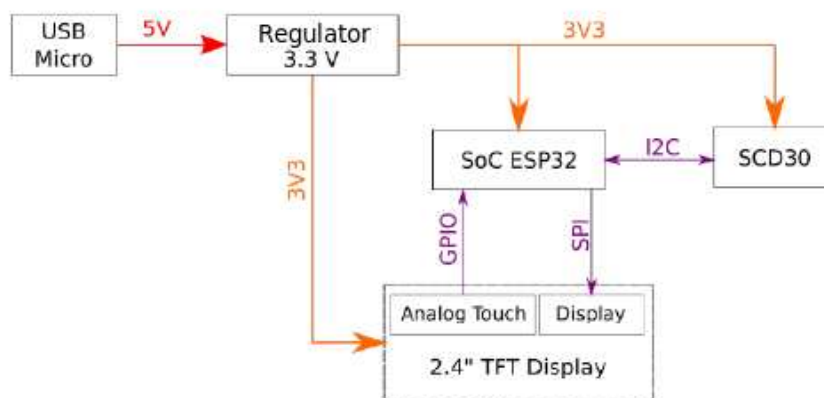 USB
Micro
5V
Regulator
3.3 V
3V3
3V3
SoC ESP32
I2C
SCD30
GPIO
SPI
Analog Touch
Display
2.4" TFT Display